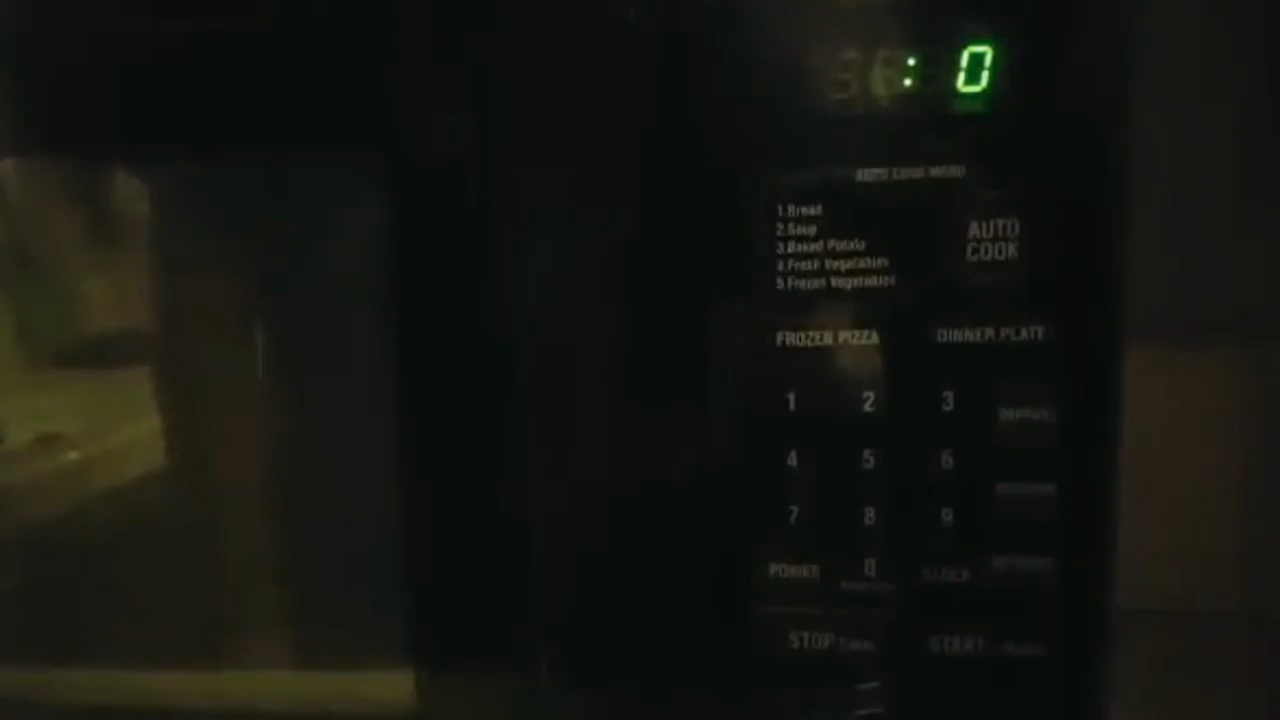 : 0
AUTO COOK MENU
1.Bread
2.Soup
3.Baked Potato
4.Fresh Vegetables
5.Frozen Vegetables
AUTO
COOK
FROZEN PIZZA
DINNER PLATE
1 2 3
4 5 6
7 8 9
POWER 0 CLOCK
STOP START